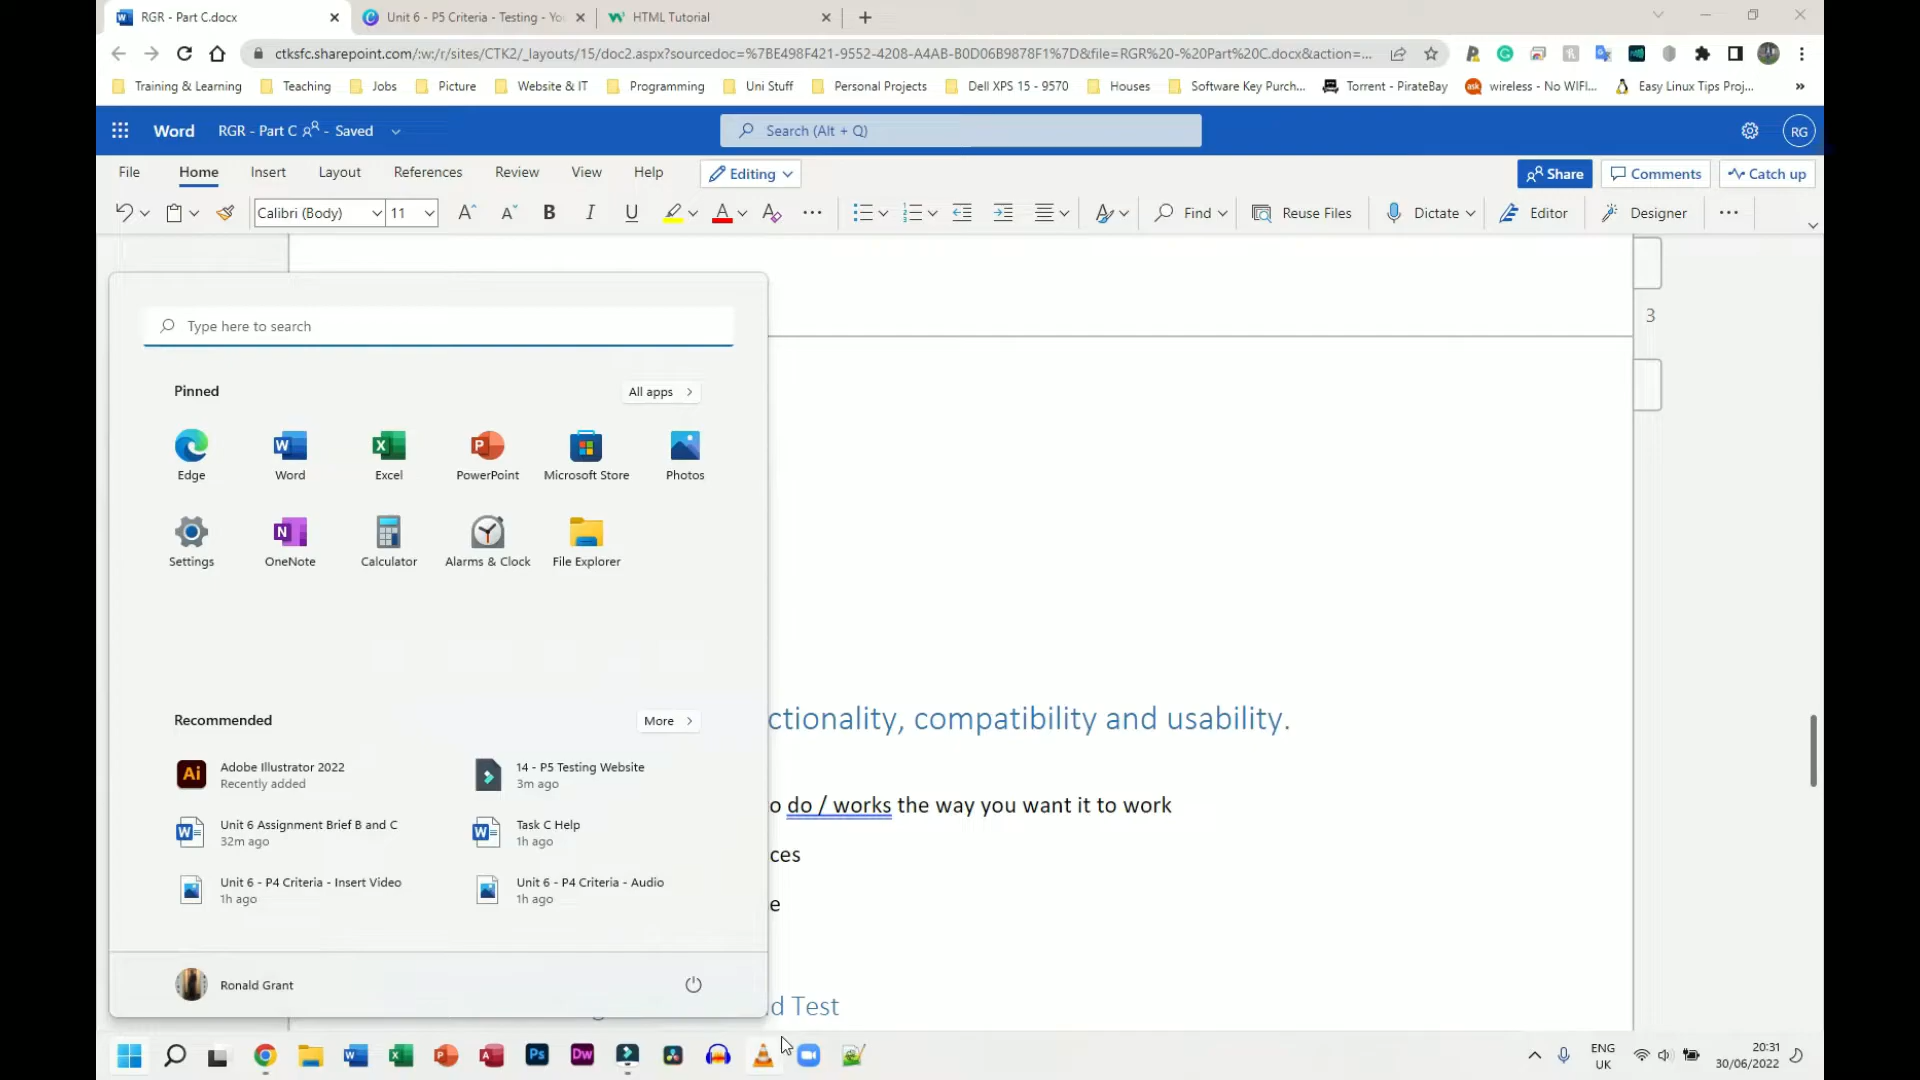 RGR - Part C.docx
Unit 6 - P5 Criteria - Testing - Yo
HTML Tutorial
ctksfc.sharepoint.com/:w:/r/sites/CTK2/_layouts/15/doc2.aspx?sourcedoc=%7BE498F421-9552-4208-A4AB-B0D06B9878F1%7D&file=RGR%20-%20Part%20C.docx&action=...
Training & Learning
Teaching
Jobs
Picture
Website & IT
Programming
Uni Stuff
Personal Projects
Dell XPS 15 - 9570
Houses
Software Key Purch...
Torrent - PirateBay
wireless - No WIFI...
Easy Linux Tips Proj...
Word
RGR - Part C - Saved
Search (Alt + Q)
RG
File
Home
Insert
Layout
References
Review
View
Help
Editing
Share
Comments
Catch up
Calibri (Body)
11
Find
Reuse Files
Dictate
Editor
Designer
3
Type here to search
Pinned
All apps
Edge
Word
Excel
PowerPoint
Microsoft Store
Photos
Settings
OneNote
Calculator
Alarms & Clock
File Explorer
Recommended
More
ctionality, compatibility and usability.
Adobe Illustrator 2022
Recently added
14 - P5 Testing Website
3m ago
o do / works the way you want it to work
Unit 6 Assignment Brief B and C
32m ago
Task C Help
1h ago
ces
Unit 6 - P4 Criteria - Insert Video
1h ago
Unit 6 - P4 Criteria - Audio
1h ago
e
Ronald Grant
d Test
ENG
UK
20:31
30/06/2022